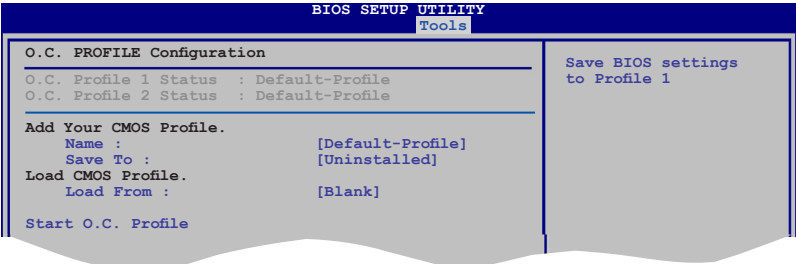 BIOS SETUP UTILITY
Tools
O.C. PROFILE Configuration
O.C. Profile 1 Status : Default-Profile
O.C. Profile 2 Status : Default-Profile
Add Your CMOS Profile.
Name : [Default-Profile]
Save To : [Uninstalled]
Load CMOS Profile.
Load From : [Blank]
Start O.C. Profile
Save BIOS settings
to Profile 1